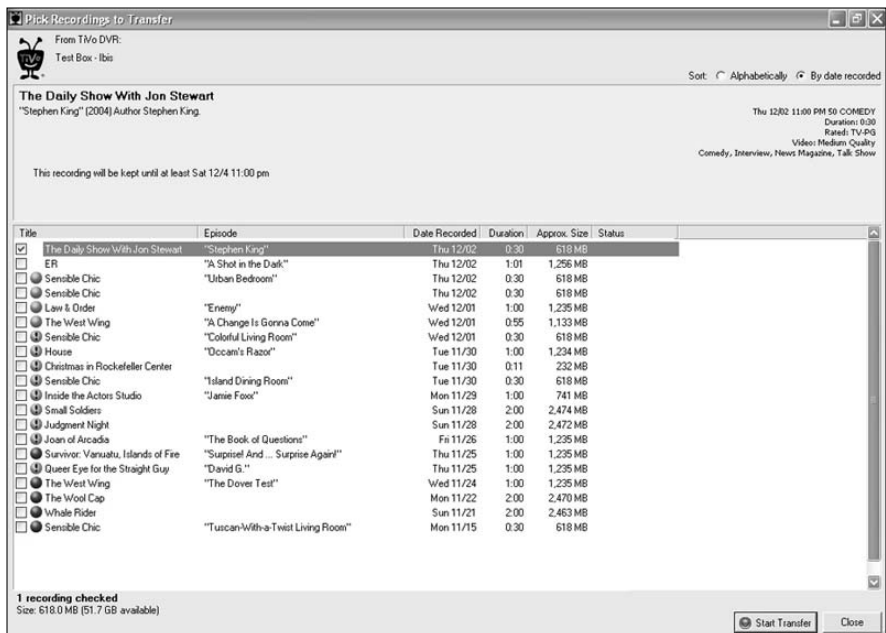 Pick Recordings to Transfer
From TiVo DVR:
TiVo
Test Box - Ibis
Sort: Alphabetically By date recorded
The Daily Show With Jon Stewart
"Stephen King" (2004) Author Stephen King.
Thu 12/02 11:00 PM 50 COMEDY
Duration: 0:30
Rated: TV-PG
Video: Medium Quality
Comedy, Interview, News Magazine, Talk Show
This recording will be kept until at least Sat 12/4 11:00 pm
Title Episode Date Recorded Duration Approx. Size Status
The Daily Show With Jon Stewart "Stephen King" Thu 12/02 0:30 618 MB
ER "A Shot in the Dark" Thu 12/02 1:01 1,256 MB
Sensible Chic "Urban Bedroom" Thu 12/02 0:30 618 MB
Sensible Chic Thu 12/02 0:30 618 MB
Law & Order "Enemy" Wed 12/01 1:00 1,235 MB
The West Wing "A Change Is Gonna Come" Wed 12/01 0:55 1,133 MB
Sensible Chic "Colorful Living Room" Wed 12/01 0:30 618 MB
House "Occam's Razor" Tue 11/30 1:00 1,234 MB
Christmas in Rockefeller Center Tue 11/30 0:11 232 MB
Sensible Chic "Island Dining Room" Tue 11/30 0:30 618 MB
Inside the Actors Studio "Jamie Foxx" Mon 11/29 1:00 741 MB
Small Soldiers Sun 11/28 2:00 2,474 MB
Judgment Night Sun 11/28 2:00 2,472 MB
Joan of Arcadia "The Book of Questions" Fri 11/26 1:00 1,235 MB
Survivor: Vanuatu, Islands of Fire "Surprise! And ... Surprise Again!" Thu 11/25 1:00 1,235 MB
Queer Eye for the Straight Guy "David G." Thu 11/25 1:00 1,235 MB
The West Wing "The Dover Test" Wed 11/24 1:00 1,235 MB
The Wool Cap Mon 11/22 2:00 2,470 MB
Whale Rider Sun 11/21 2:00 2,463 MB
Sensible Chic "Tuscan-With-a-Twist Living Room" Mon 11/15 0:30 618 MB
1 recording checked
Size: 618.0 MB (51.7 GB available)
Start Transfer Close